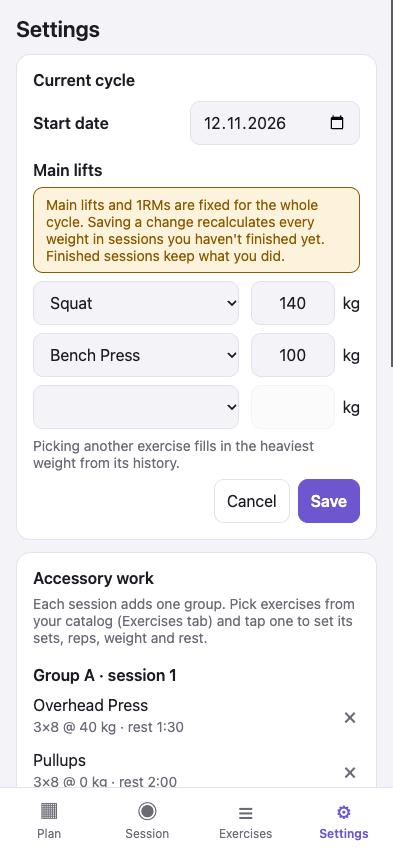 Settings
Current cycle
Start date
12.11.2026
Main lifts
Main lifts and 1RMs are fixed for the whole
cycle. Saving a change recalculates every
weight in sessions you haven't finished yet.
Finished sessions keep what you did.
Squat 140 kg
Bench Press 100 kg
kg
Picking another exercise fills in the heaviest
weight from its history.
Cancel Save
Accessory work
Each session adds one group. Pick exercises from
your catalog (Exercises tab) and tap one to set its
sets, reps, weight and rest.
Group A · session 1
Overhead Press
3×8 @ 40 kg · rest 1:30
Pullups
3×8 @ 0 kg · rest 2:00
Plan Session Exercises Settings